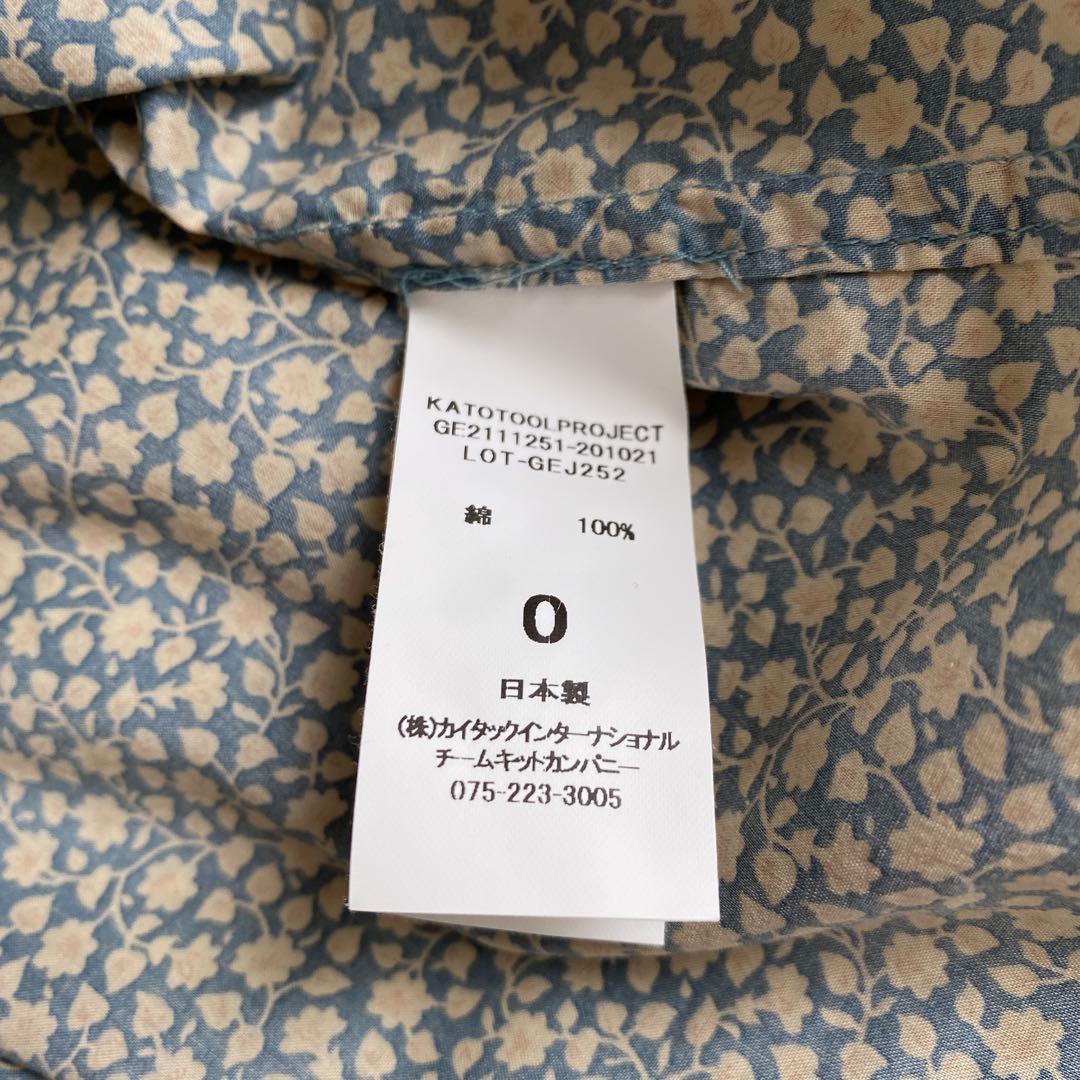 KATOTOOLPROJECT
GE2111251-201021
LOT-GEJ252
綿 100%
0
日本製
(株)カイタックインターナショナル
チームキットカンパニー
075-223-3005